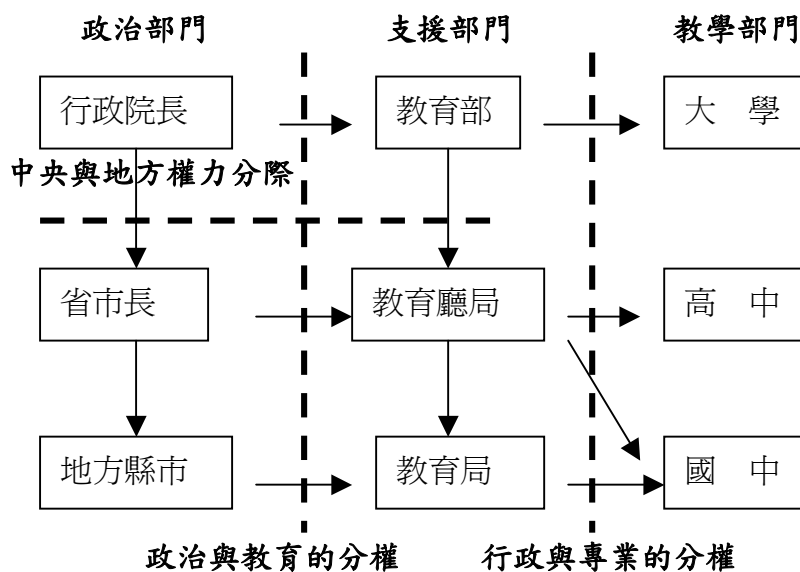 政治部門 支援部門 教學部門
行政院長 教育部 大 學
中央與地方權力分際
省市長 教育廳局 高 中
地方縣市 教育局 國 中
政治與教育的分權 行政與專業的分權